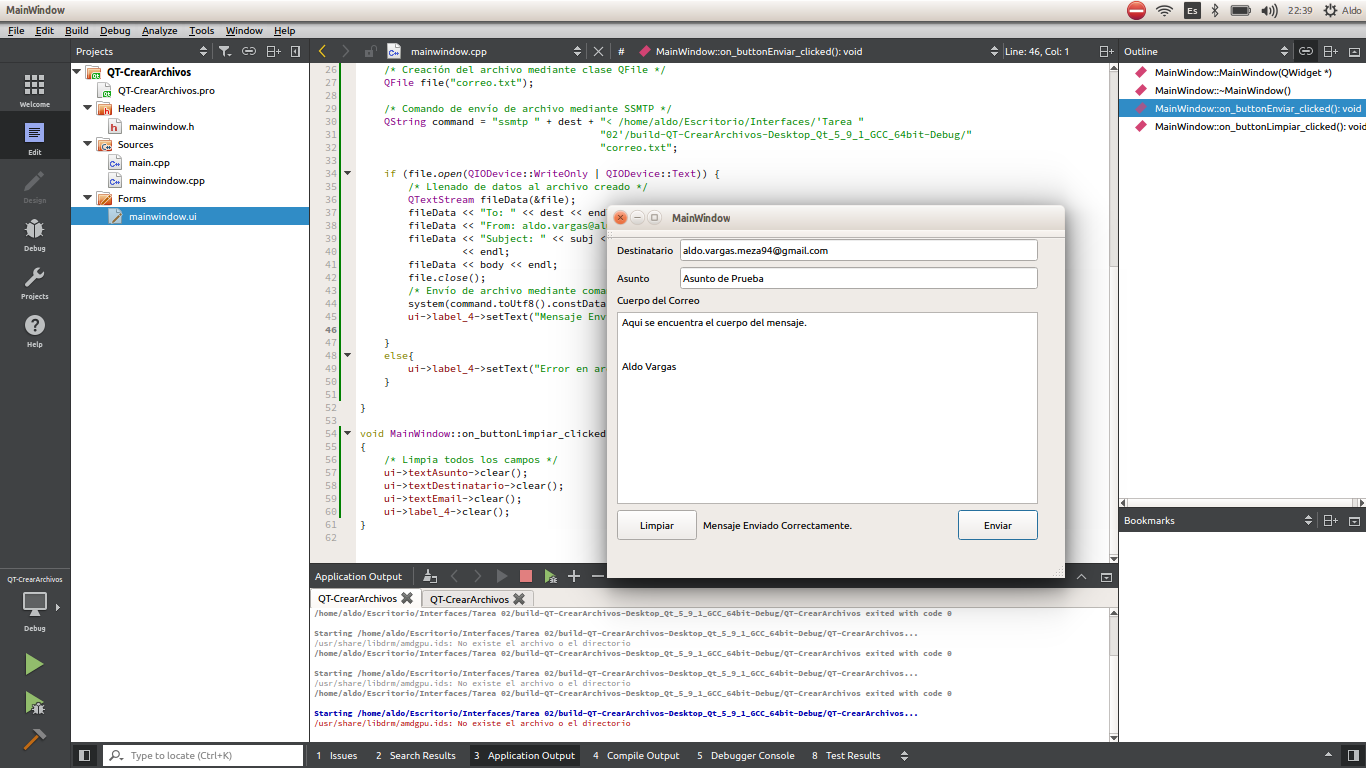 MainWindow
Es
22:39
Aldo
File Edit Build Debug Analyze Tools Window Help
Projects
mainwindow.cpp
#
MainWindow::on_buttonEnviar_clicked(): void
Line: 46, Col: 1
Outline
Welcome
Edit
Design
Debug
Projects
Help
QT-CrearArchivos
Debug
QT-CrearArchivos
QT-CrearArchivos.pro
Headers
mainwindow.h
Sources
main.cpp
mainwindow.cpp
Forms
mainwindow.ui
26 /* Creación del archivo mediante clase QFile */
27 QFile file("correo.txt");
28
29 /* Comando de envío de archivo mediante SSMTP */
30 QString command = "ssmtp " + dest + "< /home/aldo/Escritorio/Interfaces/'Tarea "
31 "02'/build-QT-CrearArchivos-Desktop_Qt_5_9_1_GCC_64bit-Debug/"
32 "correo.txt";
33
34 if (file.open(QIODevice::WriteOnly | QIODevice::Text)) {
35 /* Llenado de datos al archivo creado */
36 QTextStream fileData(&file);
37 fileData << "To: " << dest << end
38 fileData << "From: aldo.vargas@al
39 fileData << "Subject: " << subj <
40 << endl;
41 fileData << body << endl;
42 file.close();
43 /* Envío de archivo mediante coma
44 system(command.toUtf8().constData
45 ui->label_4->setText("Mensaje Env
46
47 }
48 else{
49 ui->label_4->setText("Error en ar
50 }
51
52 }
53
54 void MainWindow::on_buttonLimpiar_clicked
55 {
56 /* Limpia todos los campos */
57 ui->textAsunto->clear();
58 ui->textDestinatario->clear();
59 ui->textEmail->clear();
60 ui->label_4->clear();
61 }
62
MainWindow
Destinatario aldo.vargas.meza94@gmail.com
Asunto Asunto de Prueba
Cuerpo del Correo
Aqui se encuentra el cuerpo del mensaje.
Aldo Vargas
Limpiar Mensaje Enviado Correctamente. Enviar
MainWindow::MainWindow(QWidget *)
MainWindow::~MainWindow()
MainWindow::on_buttonEnviar_clicked(): void
MainWindow::on_buttonLimpiar_clicked(): void
Bookmarks
Application Output
QT-CrearArchivos QT-CrearArchivos
/home/aldo/Escritorio/Interfaces/Tarea 02/build-QT-CrearArchivos-Desktop_Qt_5_9_1_GCC_64bit-Debug/QT-CrearArchivos exited with code 0
Starting /home/aldo/Escritorio/Interfaces/Tarea 02/build-QT-CrearArchivos-Desktop_Qt_5_9_1_GCC_64bit-Debug/QT-CrearArchivos...
/usr/share/libdrm/amdgpu.ids: No existe el archivo o el directorio
/home/aldo/Escritorio/Interfaces/Tarea 02/build-QT-CrearArchivos-Desktop_Qt_5_9_1_GCC_64bit-Debug/QT-CrearArchivos exited with code 0
Starting /home/aldo/Escritorio/Interfaces/Tarea 02/build-QT-CrearArchivos-Desktop_Qt_5_9_1_GCC_64bit-Debug/QT-CrearArchivos...
/usr/share/libdrm/amdgpu.ids: No existe el archivo o el directorio
/home/aldo/Escritorio/Interfaces/Tarea 02/build-QT-CrearArchivos-Desktop_Qt_5_9_1_GCC_64bit-Debug/QT-CrearArchivos exited with code 0
Starting /home/aldo/Escritorio/Interfaces/Tarea 02/build-QT-CrearArchivos-Desktop_Qt_5_9_1_GCC_64bit-Debug/QT-CrearArchivos...
/usr/share/libdrm/amdgpu.ids: No existe el archivo o el directorio
Type to locate (Ctrl+K)
1 Issues 2 Search Results 3 Application Output 4 Compile Output 5 Debugger Console 8 Test Results